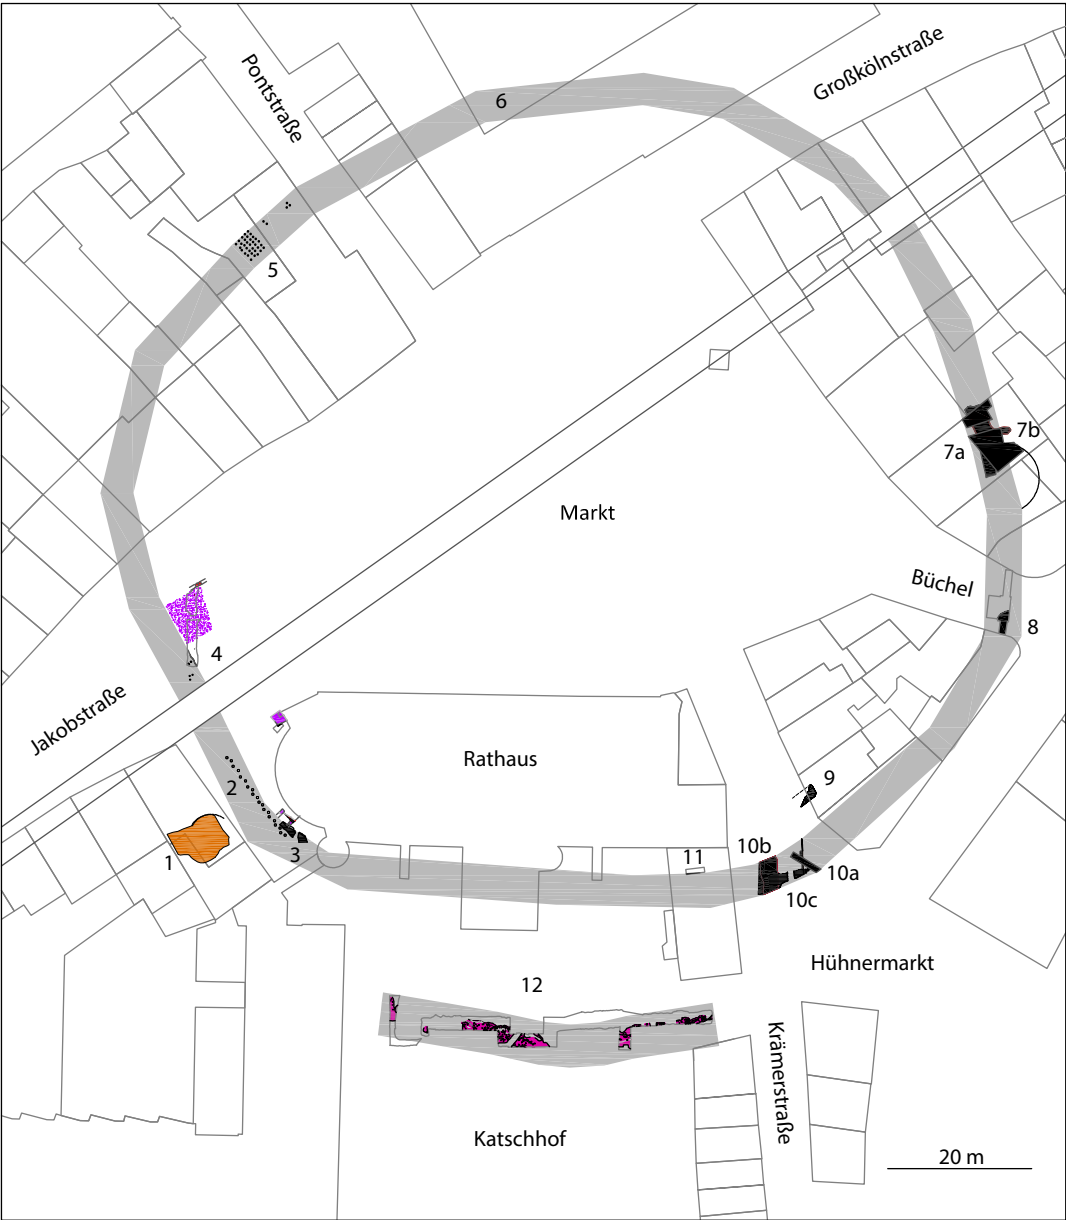 Großkölnstraße
Pontstraße
6
5
7b
7a
Markt
Büchel
8
4
Jakobstraße
Rathaus
2
9
3
1
11
10b
10a
10c
Hühnermarkt
12
Krämerstraße
Katschhof
20 m